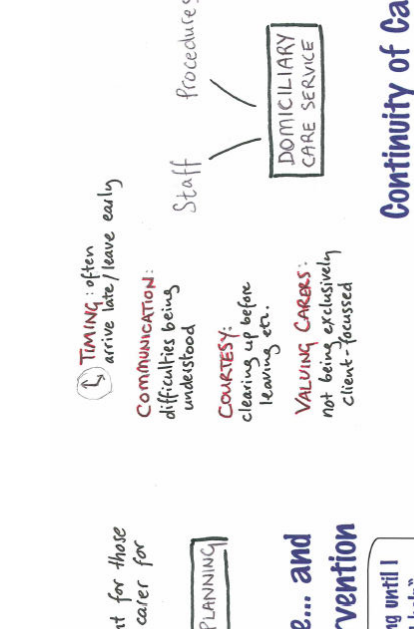 Procedures
Staff
DOMICILIARY
CARE SERVICE
Continuity of Ca
TIMING: often
arrive late/leave early
COMMUNICATION:
difficulties being
understood
COURTESY:
clearing up before
leaving etc.
VALUING CARERS:
not being exclusively
client-focussed
nt for those
carer for
PLANNING
e... and
rvention
ng until I